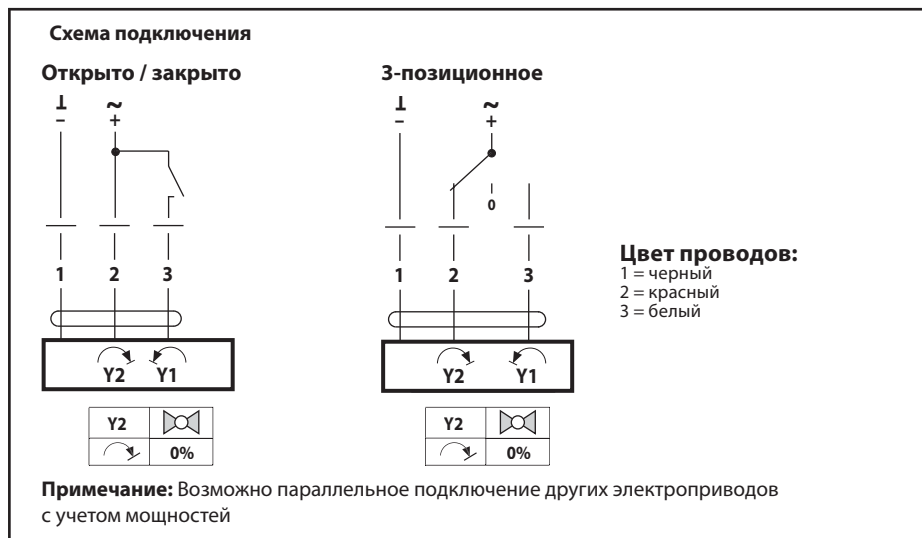 Схема подключения
Открыто / закрыто
⊥ ~
– +
1 2 3
Y2 Y1
Y2
0%
3-позиционное
⊥ ~
– +
0
1 2 3
Y2 Y1
Y2
0%
Цвет проводов:
1 = черный
2 = красный
3 = белый
Примечание: Возможно параллельное подключение других электроприводов
с учетом мощностей